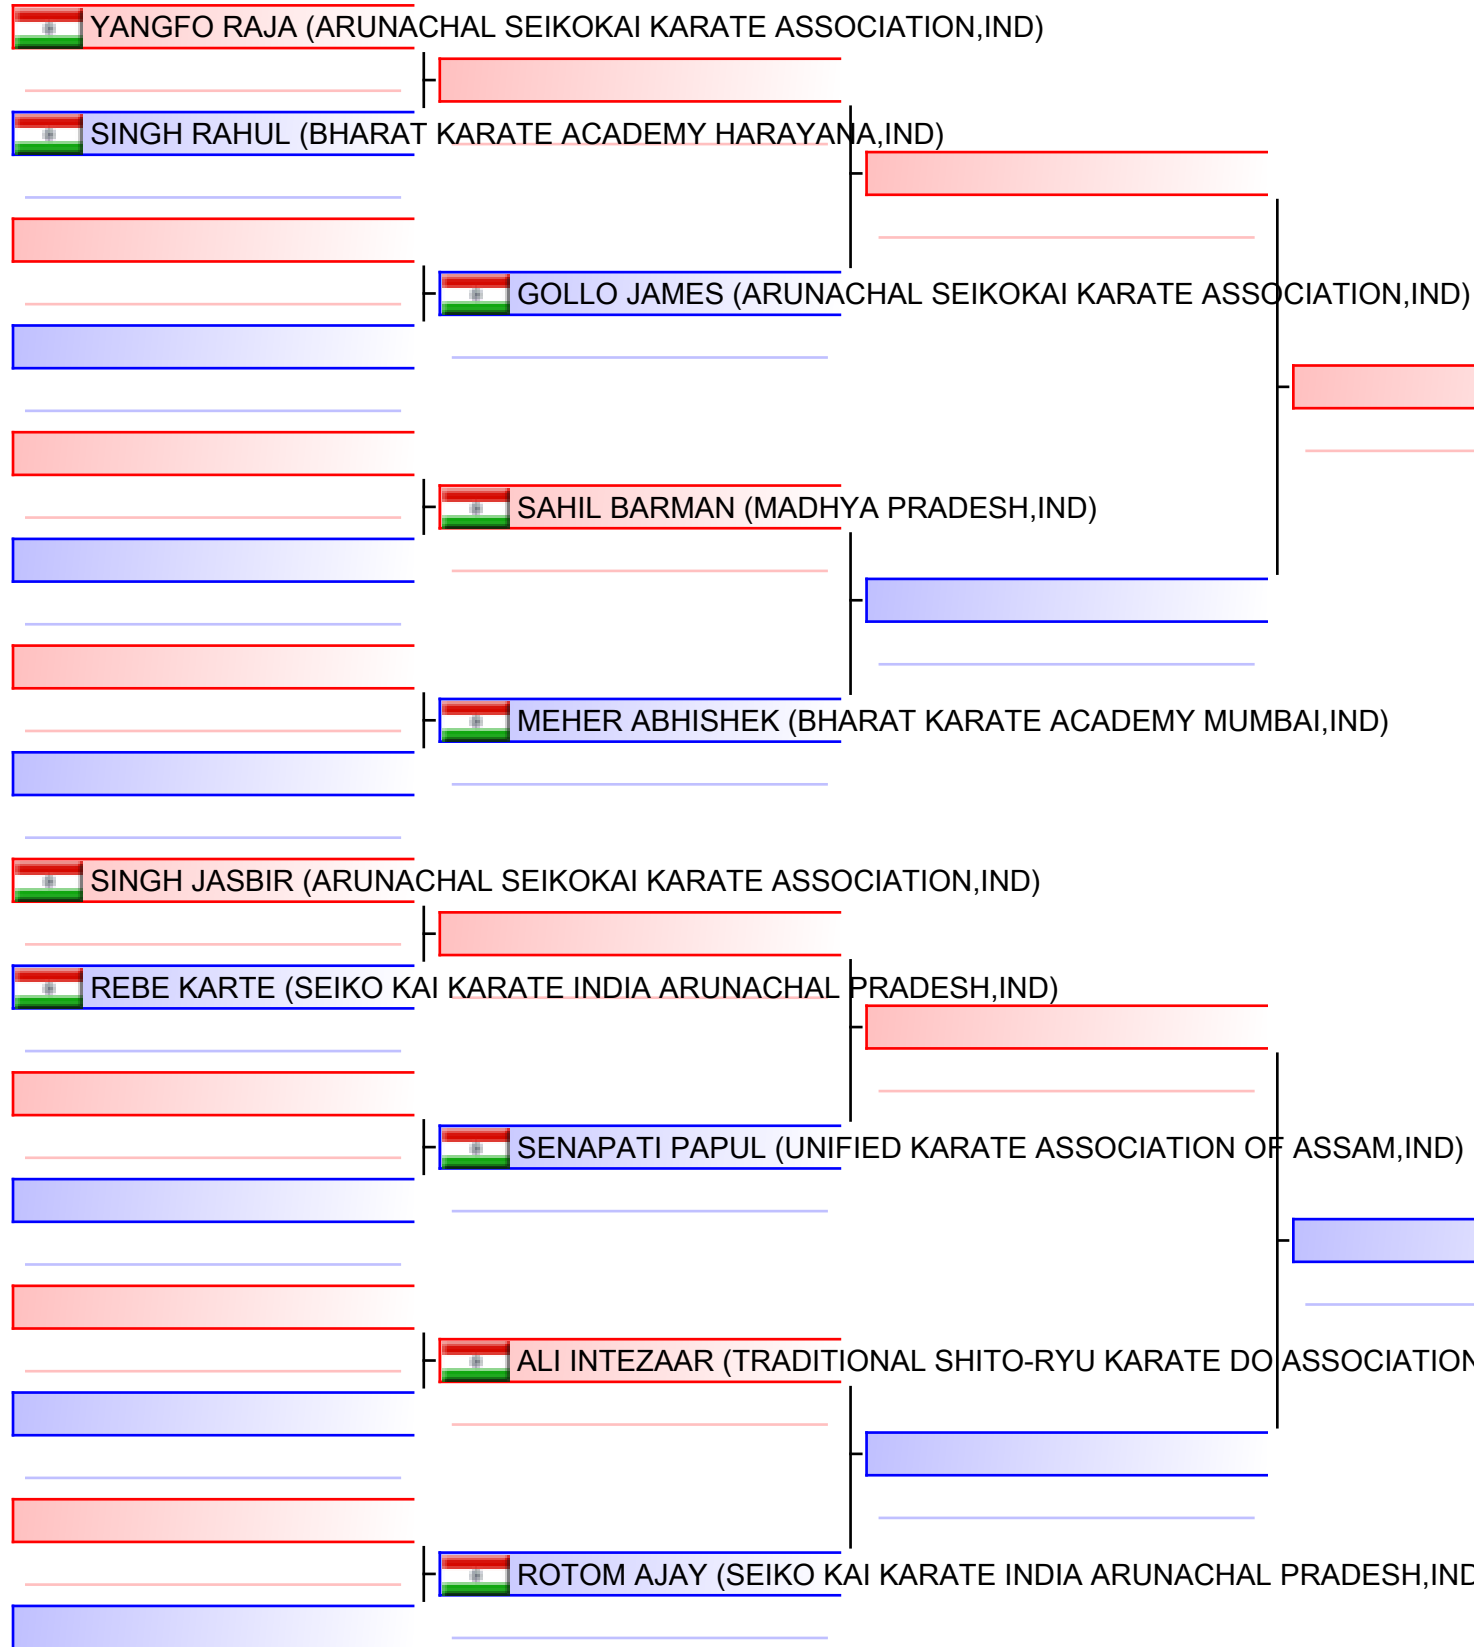 YANGFO RAJA (ARUNACHAL SEIKOKAI KARATE ASSOCIATION,IND)
SINGH RAHUL (BHARAT KARATE ACADEMY HARAYANA,IND)
GOLLO JAMES (ARUNACHAL SEIKOKAI KARATE ASSOCIATION,IND)
SAHIL BARMAN (MADHYA PRADESH,IND)
MEHER ABHISHEK (BHARAT KARATE ACADEMY MUMBAI,IND)
SINGH JASBIR (ARUNACHAL SEIKOKAI KARATE ASSOCIATION,IND)
REBE KARTE (SEIKO KAI KARATE INDIA ARUNACHAL PRADESH,IND)
SENAPATI PAPUL (UNIFIED KARATE ASSOCIATION OF ASSAM,IND)
ALI INTEZAAR (TRADITIONAL SHITO-RYU KARATE DO ASSOCIATION
ROTOM AJAY (SEIKO KAI KARATE INDIA ARUNACHAL PRADESH,IND